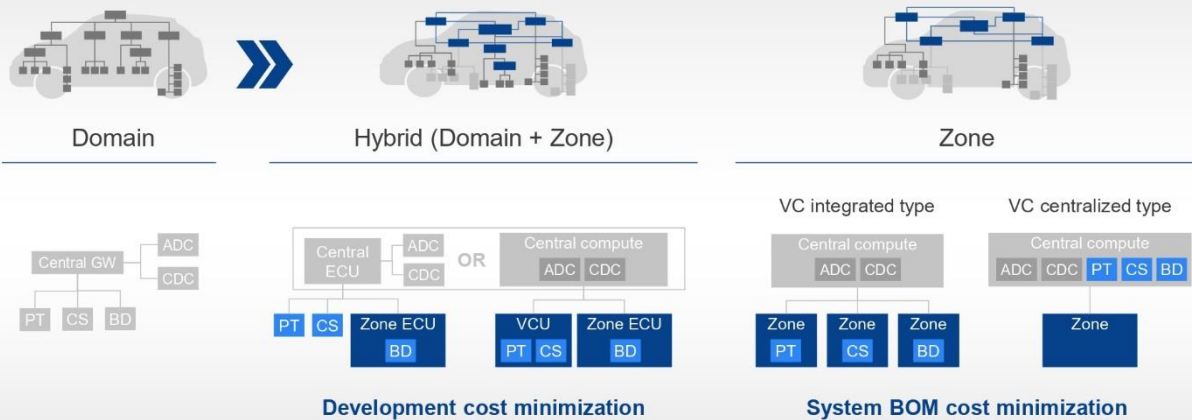 Domain
Hybrid (Domain + Zone)
Zone
Central GW
ADC
CDC
PT
CS
BD
Central
ECU
ADC
CDC
OR
Central compute
ADC
CDC
PT
CS
Zone ECU
BD
VCU
PT
CS
Zone ECU
BD
Development cost minimization
VC integrated type
VC centralized type
Central compute
ADC
CDC
Zone
PT
Zone
CS
Zone
BD
Central compute
ADC
CDC
PT
CS
BD
Zone
System BOM cost minimization